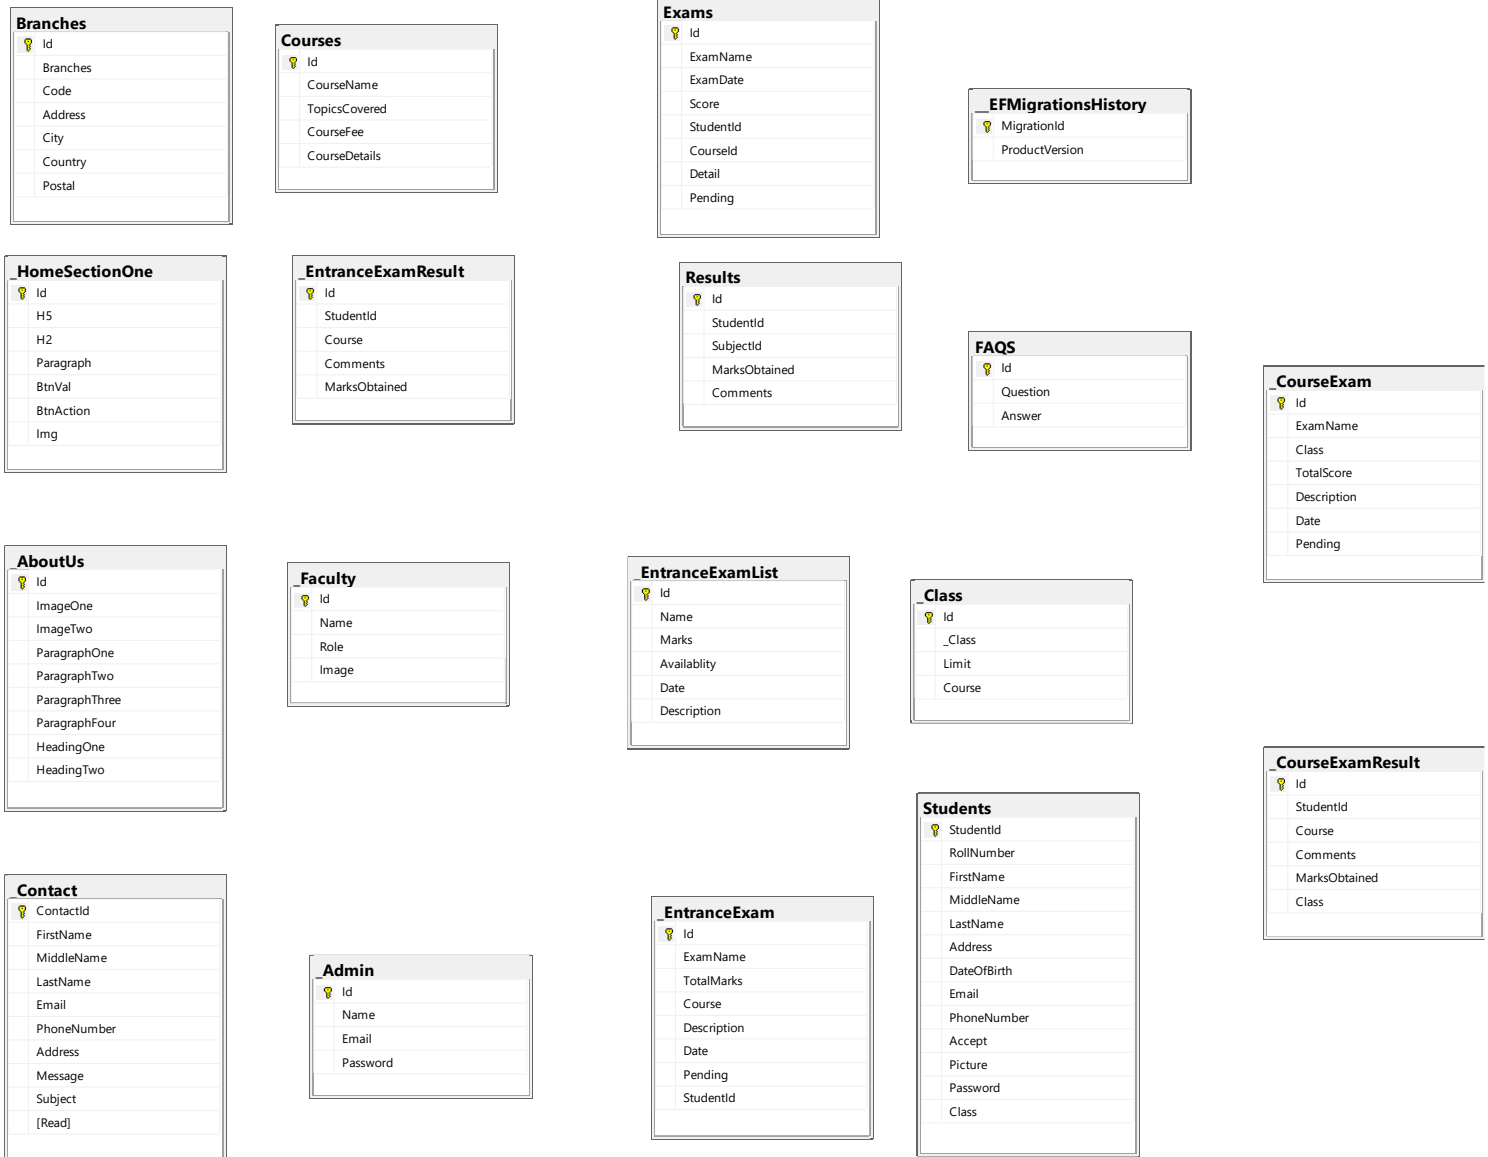 Branches
Id
Branches
Code
Address
City
Country
Postal
Courses
Id
CourseName
TopicsCovered
CourseFee
CourseDetails
Exams
Id
ExamName
ExamDate
Score
StudentId
CourseId
Detail
Pending
__EFMigrationsHistory
MigrationId
ProductVersion
_HomeSectionOne
Id
H5
H2
Paragraph
BtnVal
BtnAction
Img
_EntranceExamResult
Id
StudentId
Course
Comments
MarksObtained
Results
Id
StudentId
SubjectId
MarksObtained
Comments
FAQS
Id
Question
Answer
_CourseExam
Id
ExamName
Class
TotalScore
Description
Date
Pending
_AboutUs
Id
ImageOne
ImageTwo
ParagraphOne
ParagraphTwo
ParagraphThree
ParagraphFour
HeadingOne
HeadingTwo
_Faculty
Id
Name
Role
Image
_EntranceExamList
Id
Name
Marks
Availablity
Date
Description
_Class
Id
_Class
Limit
Course
_CourseExamResult
Id
StudentId
Course
Comments
MarksObtained
Class
Students
StudentId
RollNumber
FirstName
MiddleName
LastName
Address
DateOfBirth
Email
PhoneNumber
Accept
Picture
Password
Class
_Contact
ContactId
FirstName
MiddleName
LastName
Email
PhoneNumber
Address
Message
Subject
[Read]
_Admin
Id
Name
Email
Password
_EntranceExam
Id
ExamName
TotalMarks
Course
Description
Date
Pending
StudentId